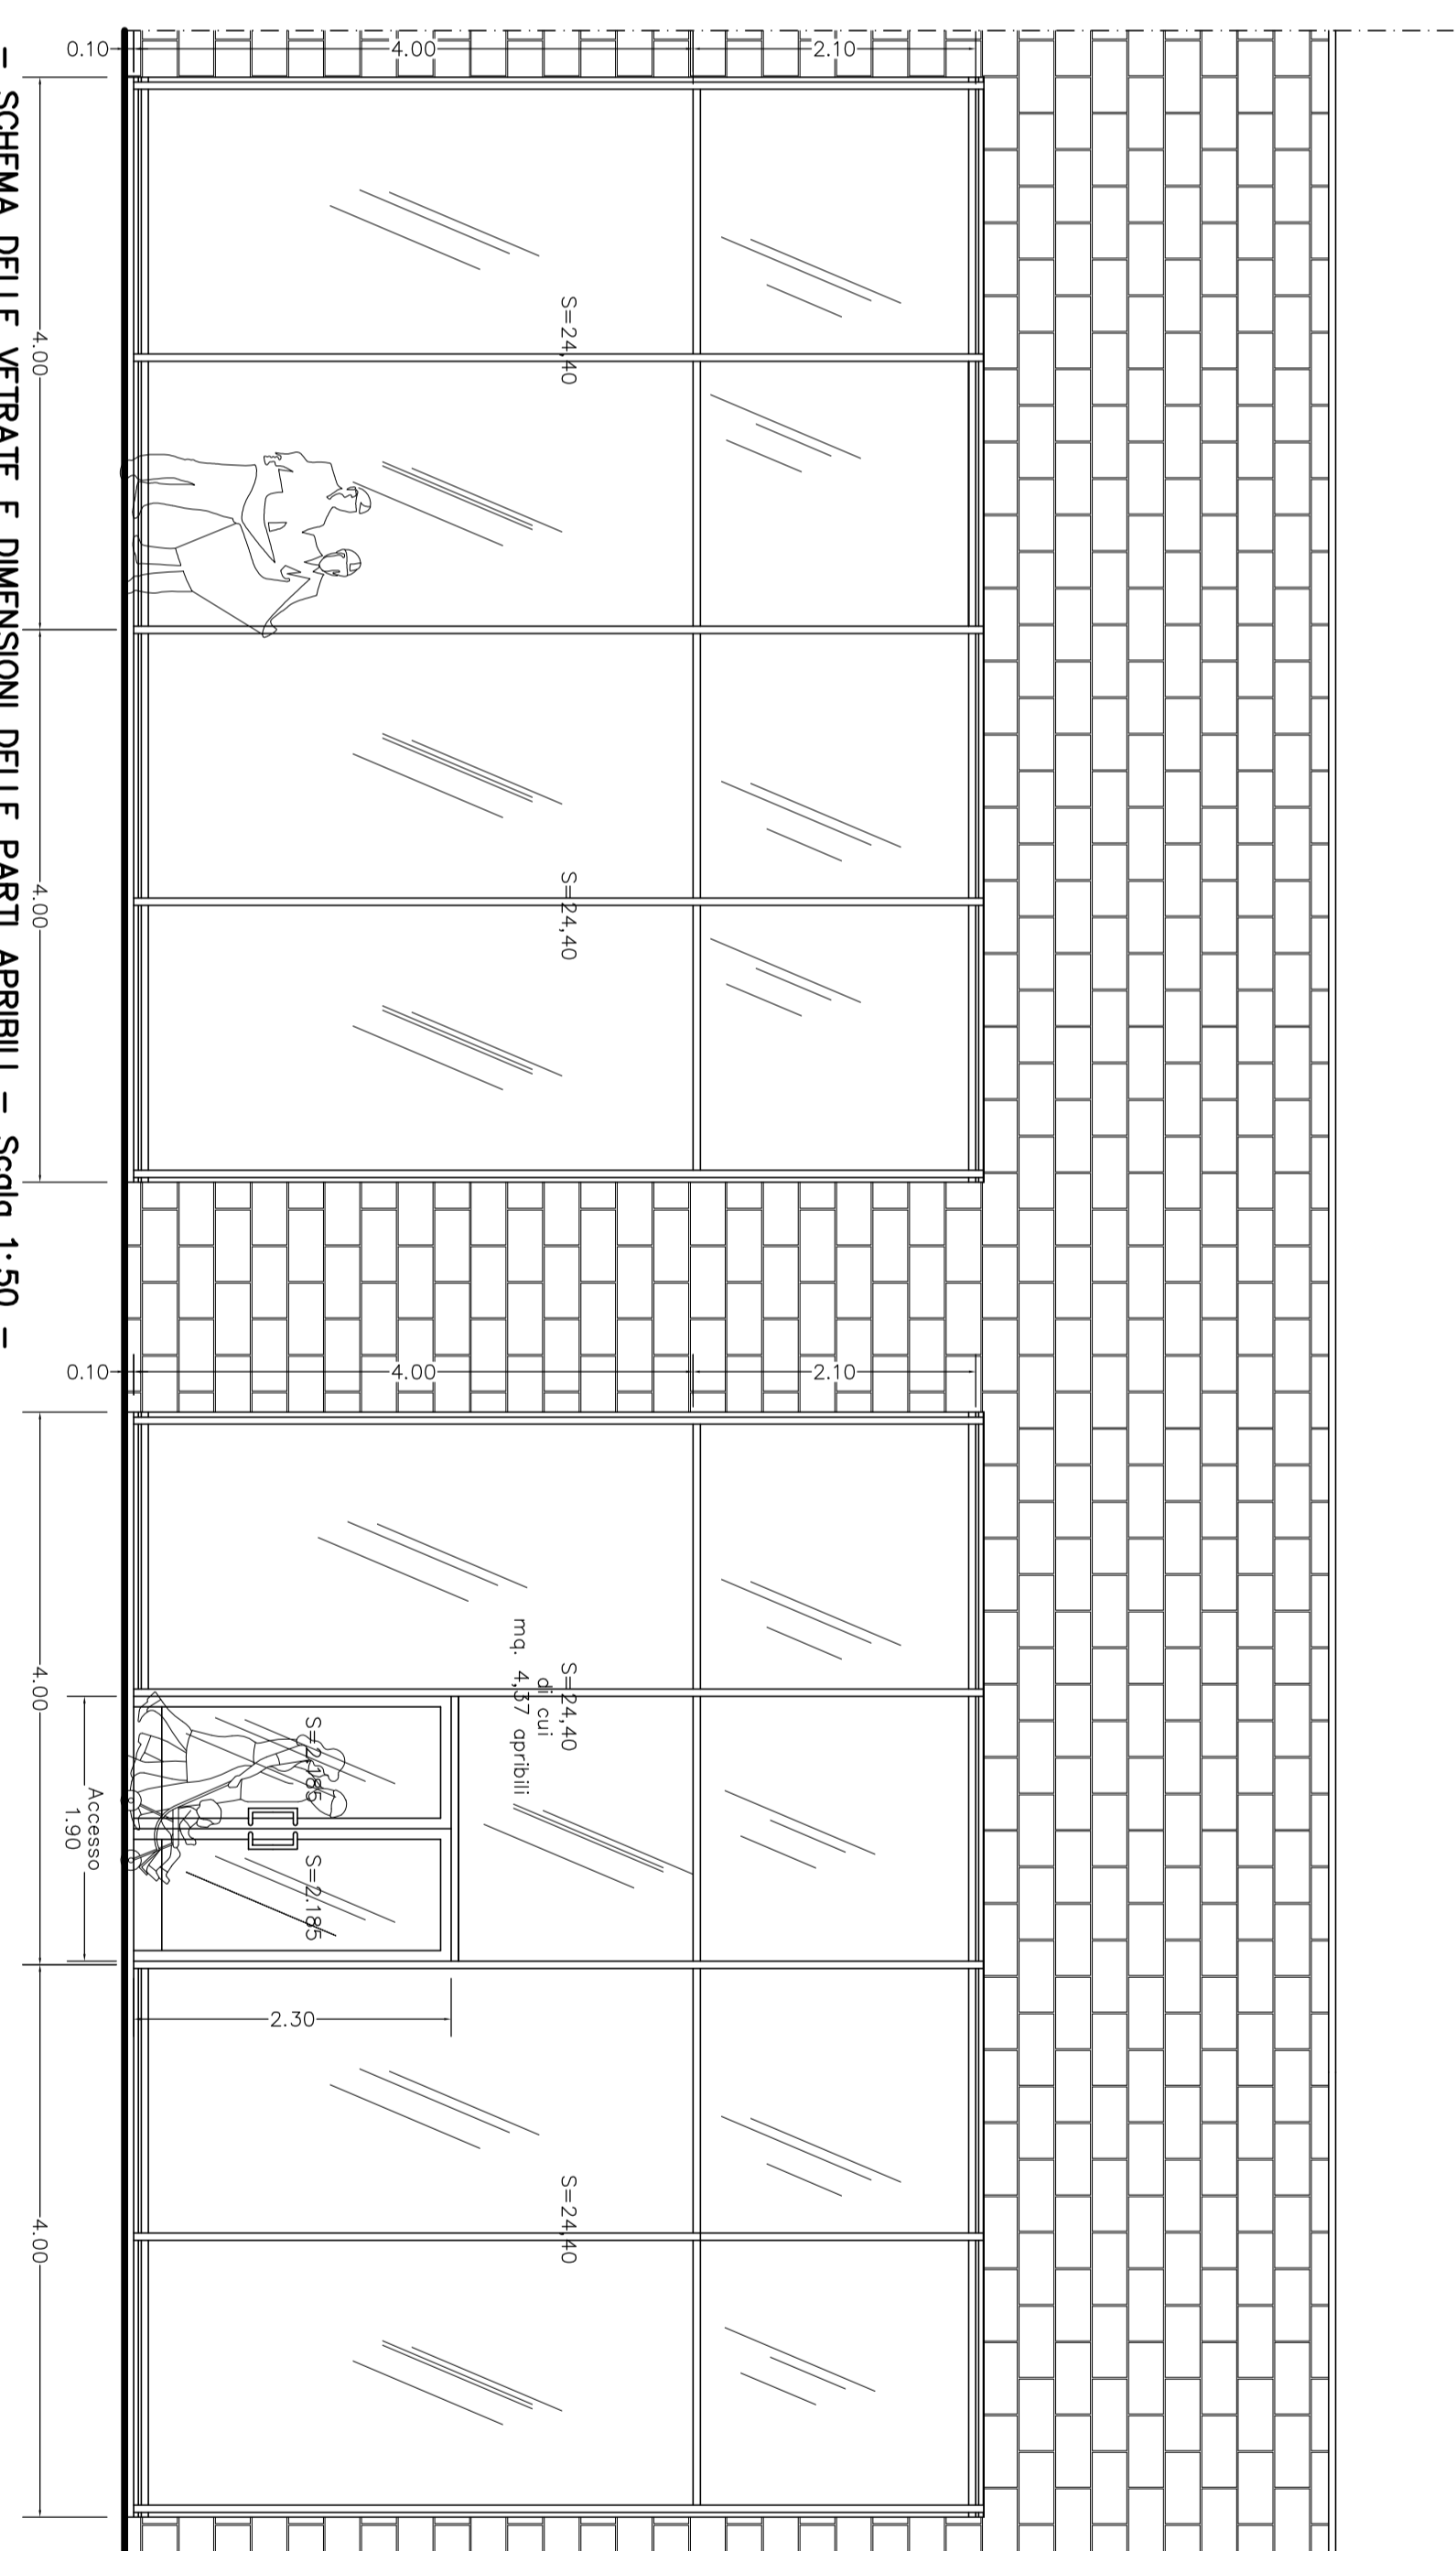 2.10
4.00
0.10
2.10
4.00
0.10
S=24,40
S=24,40
S=24,40
di cui
mq. 4,37 apribili
S=24,40
S=2.185
S=2.185
2.30
Accesso
1.90
4.00
4.00
4.00
4.00
- SCHEMA DELLE VETRATE E DIMENSIONI DELLE PARTI APRIBILI - Scala 1:50 -